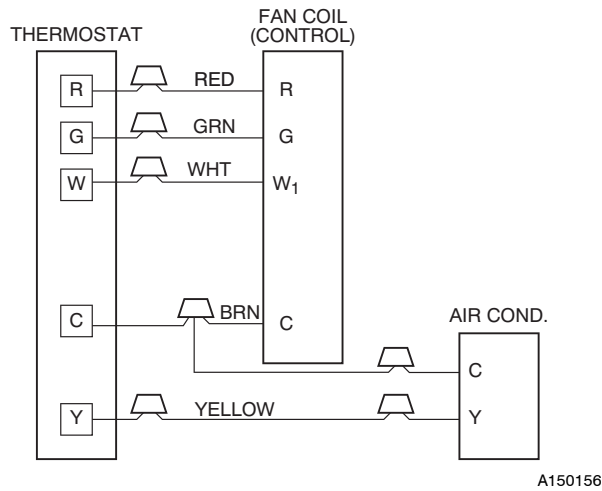 FAN COIL
(CONTROL)
THERMOSTAT
R RED R
G GRN G
W WHT W₁
C BRN C
AIR COND.
C
Y YELLOW Y
A150156